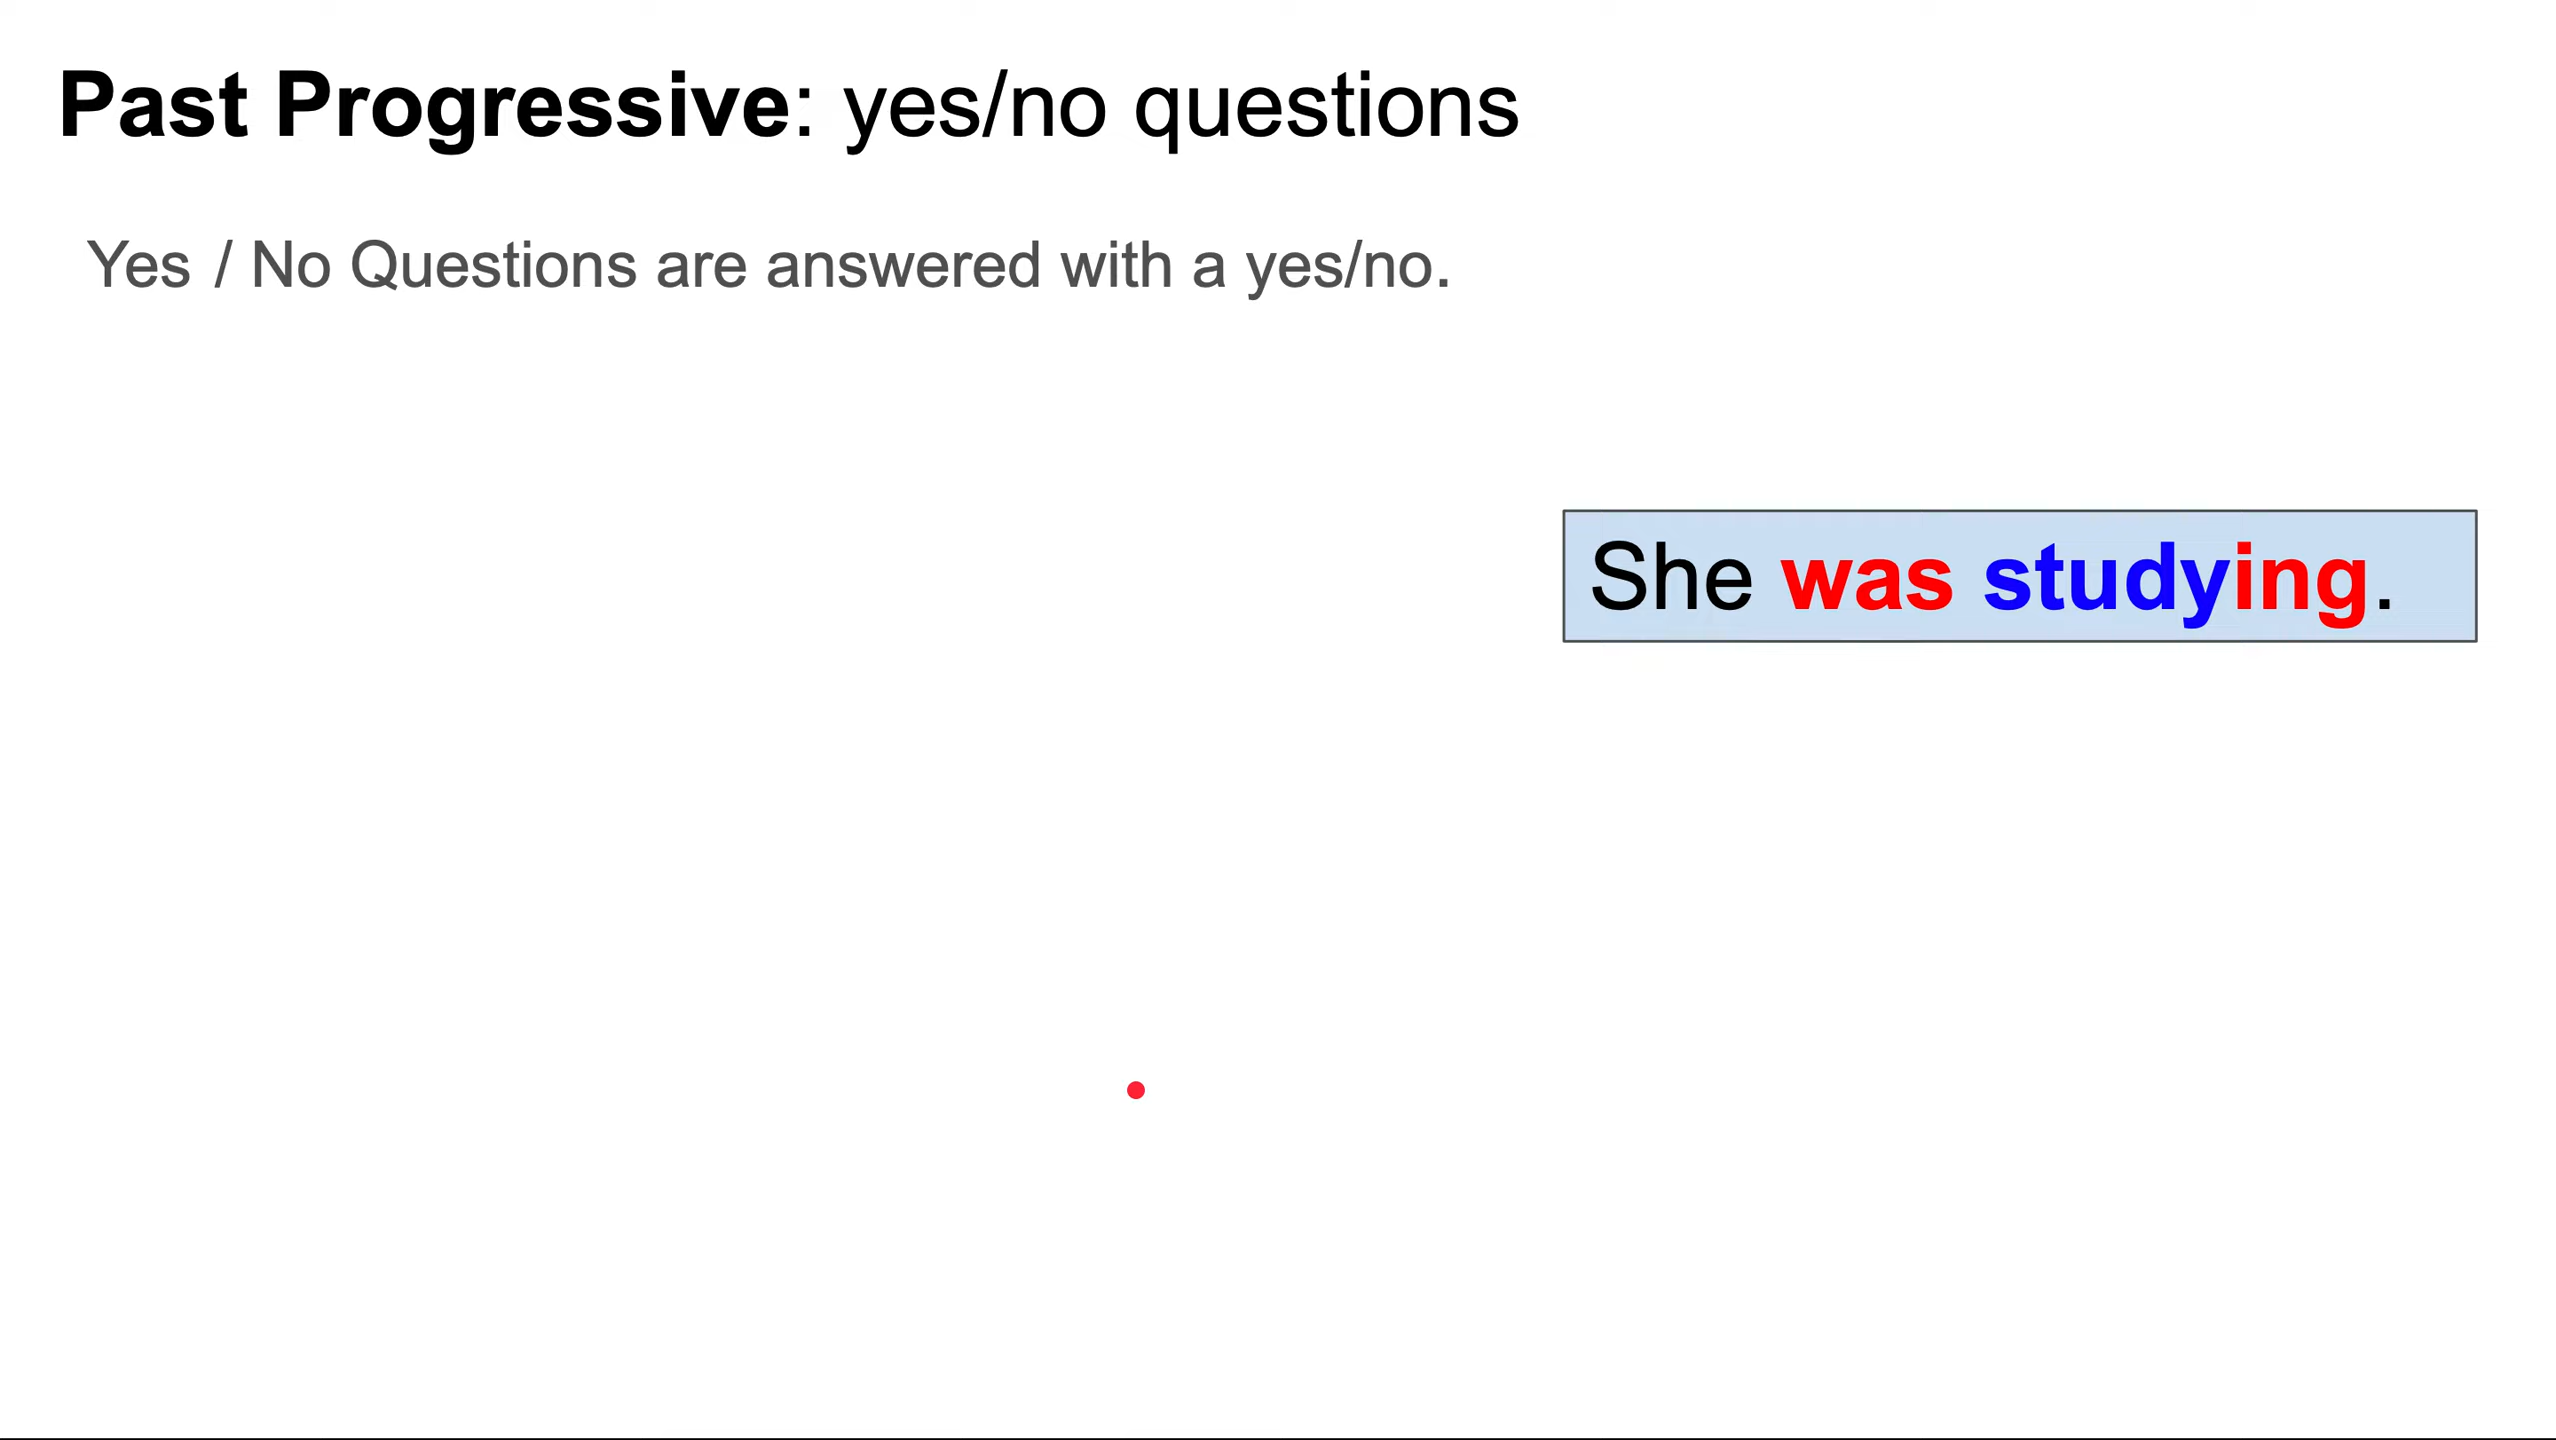 Past Progressive: yes/no questions
Yes / No Questions are answered with a yes/no.
She was studying.